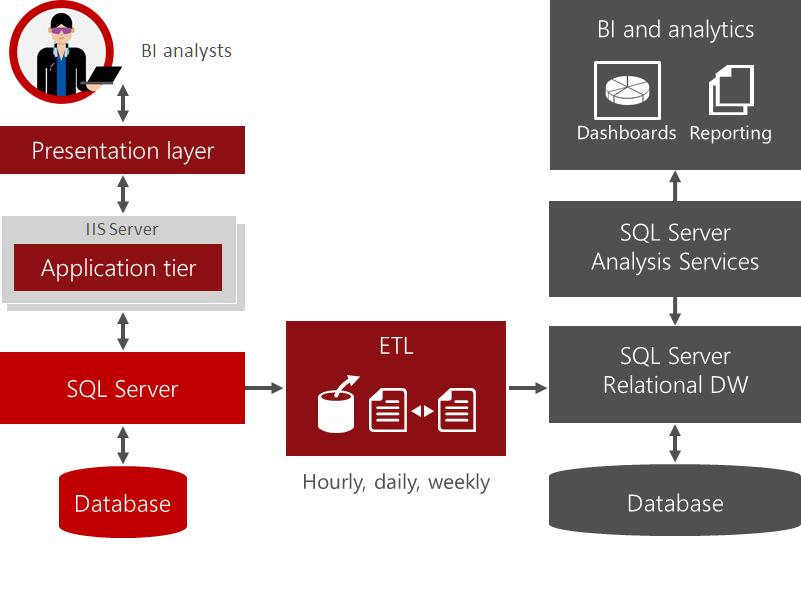 BI analysts
Presentation layer
IIS Server
Application tier
SQL Server
Database
ETL
Hourly, daily, weekly
BI and analytics
Dashboards
Reporting
SQL Server
Analysis Services
SQL Server
Relational DW
Database